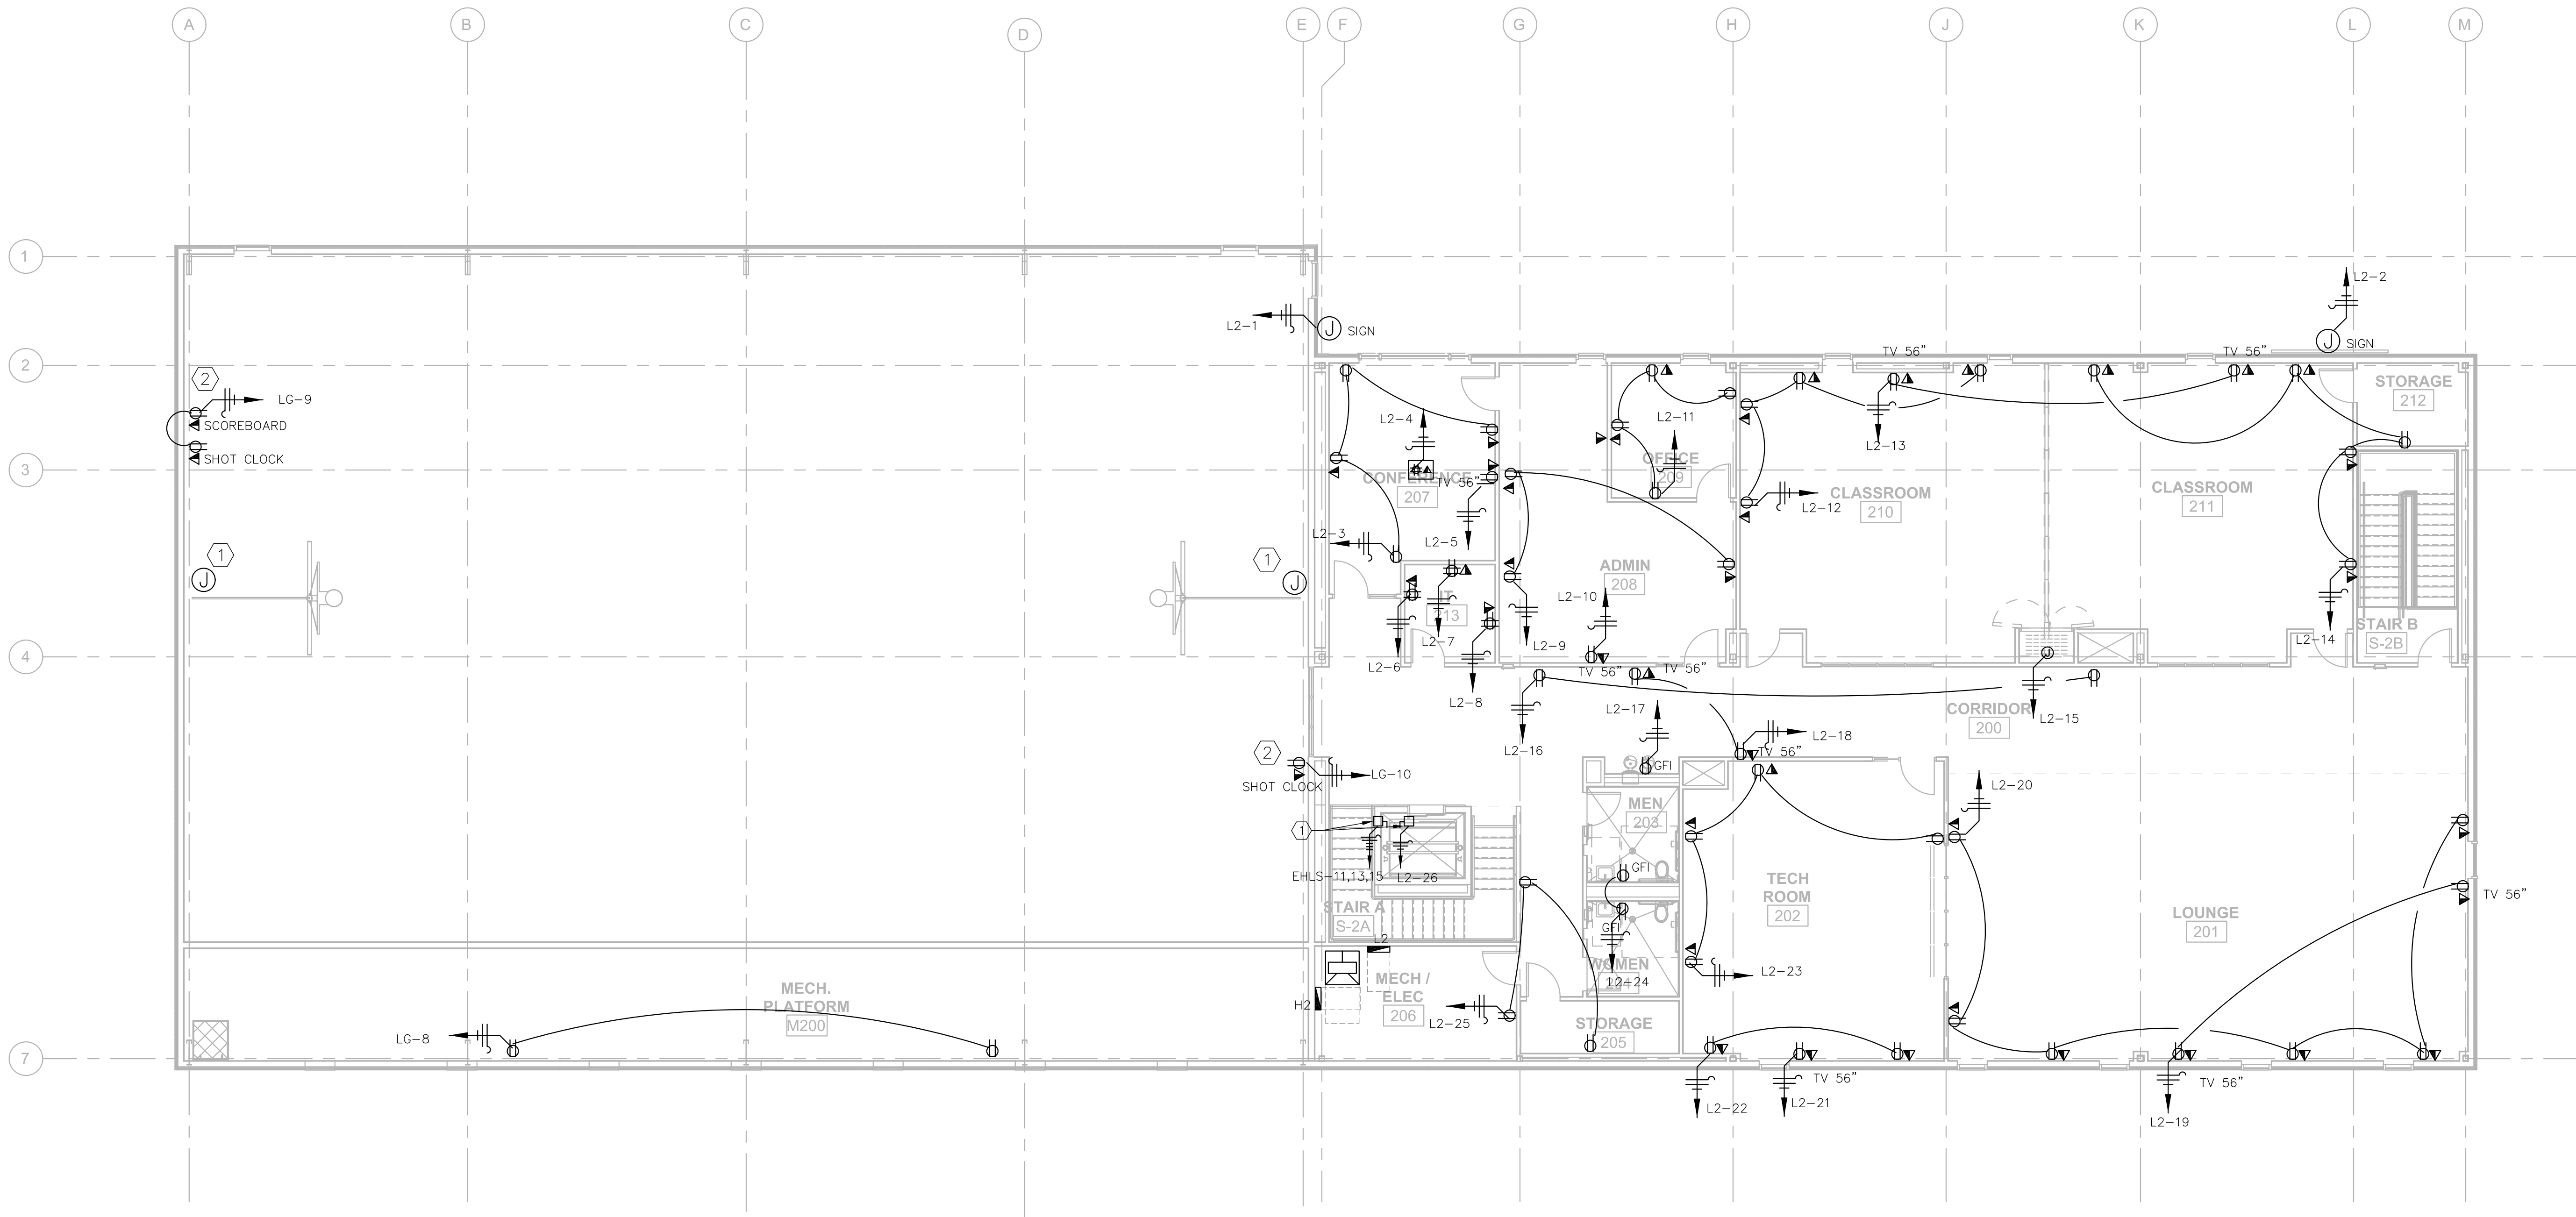 A B C D E F G H J K L M
1
L2-2
L2-1
J SIGN
J SIGN
TV 56"
TV 56"
2
2
STORAGE
212
LG-9
SCOREBOARD
SHOT CLOCK
L2-4
L2-11
L2-13
OFFICE
209
3
CONFERENCE
207
TV 56"
CLASSROOM
210
CLASSROOM
211
L2-12
L2-3
L2-5
1
J
1
J
ADMIN
208
L2-10
IT
213
L2-6
L2-7
L2-9
L2-8
L2-14
STAIR B
S-2B
4
TV 56"
TV 56"
J
L2-17
CORRIDOR
200
L2-15
L2-16
L2-18
TV 56"
2
LG-10
SHOT CLOCK
GFI
L2-20
MEN
203
1
EHLS-11,13,15
L2-26
GFI
TECH
ROOM
202
TV 56"
STAIR A
S-2A
GFI
LOUNGE
201
L2
WOMEN
L2-24
L2-23
MECH /
ELEC
206
H2
MECH.
PLATFORM
M200
L2-25
STORAGE
205
LG-8
7
TV 56"
TV 56"
L2-22
L2-21
L2-19